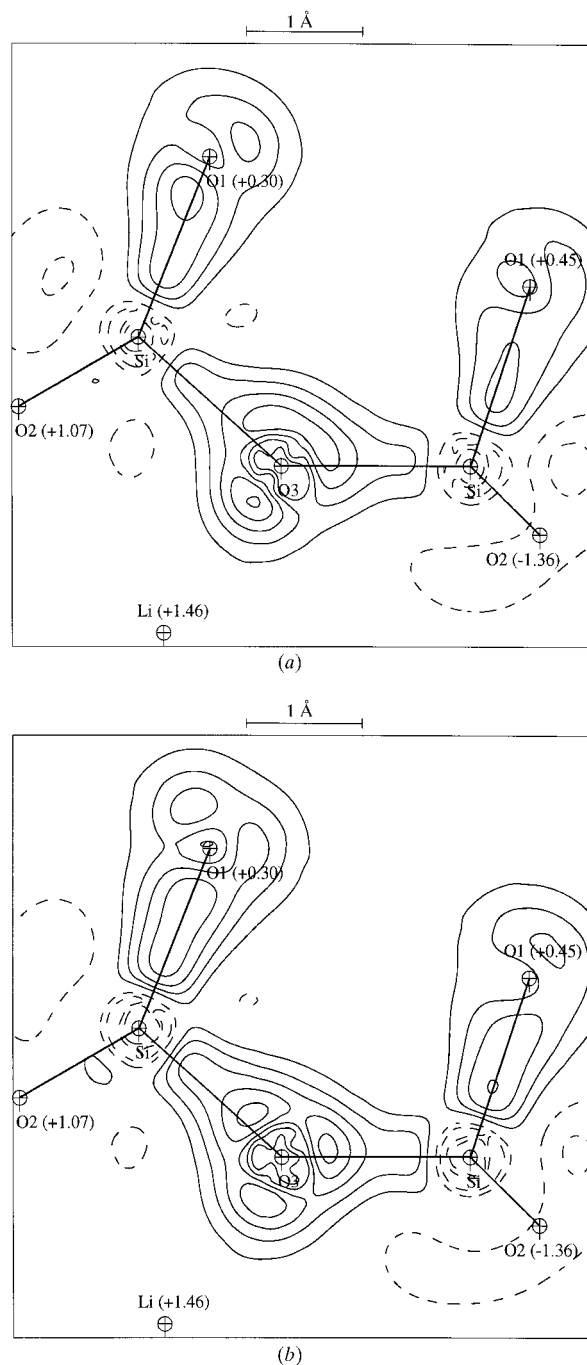 1 Å
O1 (+0.30)
O1 (+0.45)
Si'
O2 (+1.07)
O3
Si
O2 (-1.36)
Li (+1.46)
(a)
1 Å
O1 (+0.30)
O1 (+0.45)
Si'
O2 (+1.07)
O3
Si
O2 (-1.36)
Li (+1.46)
(b)